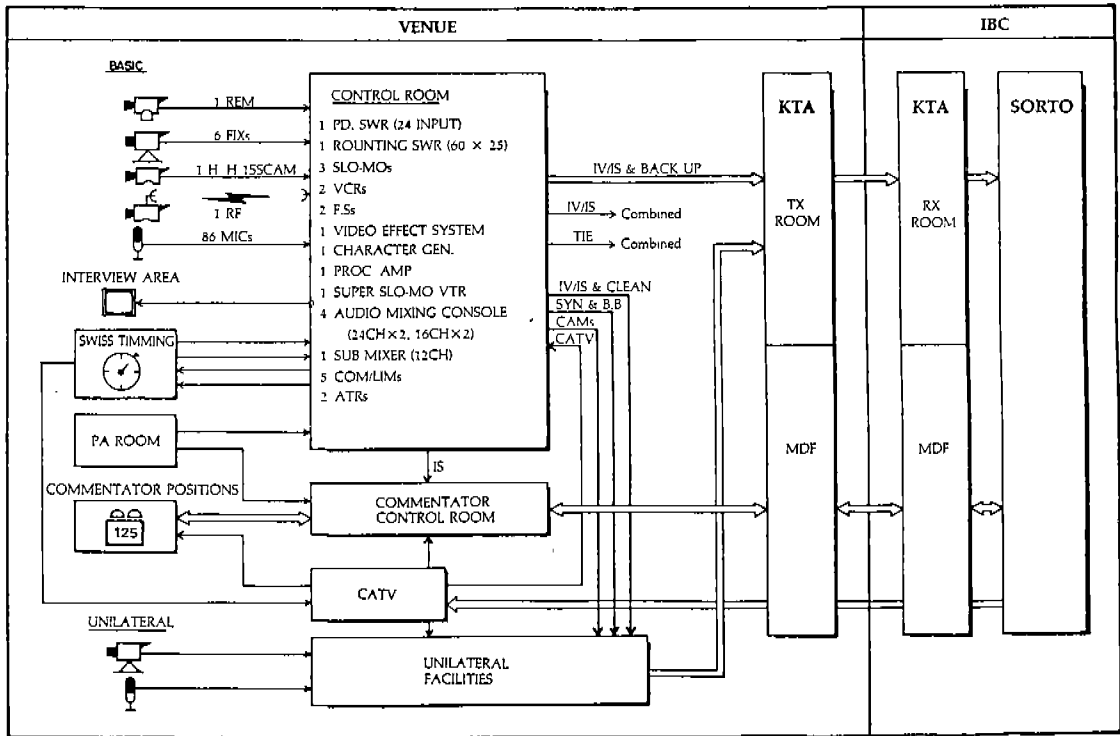 VENUE
IBC
BASIC
1 REM
6 FIXs
1 H H 15SCAM
1 RF
86 MICs
INTERVIEW AREA
SWISS TIMMING
PA ROOM
COMMENTATOR POSITIONS
125
UNILATERAL
CONTROL ROOM
1 PD. SWR (24 INPUT)
1 ROUNTING SWR (60 × 25)
3 SLO-MOs
2 VCRs
2 F.Ss
1 VIDEO EFFECT SYSTEM
1 CHARACTER GEN.
1 PROC AMP
1 SUPER SLO-MO VTR
4 AUDIO MIXING CONSOLE
(24CH×2, 16CH×2)
1 SUB MIXER (12CH)
5 COM/LIMs
2 ATRs
IS
COMMENTATOR
CONTROL ROOM
CATV
UNILATERAL
FACILITIES
IV/IS & BACK UP
IV/IS
Combined
TIE
Combined
IV/IS & CLEAN
SYN & B.B
CAMs
CATV
KTA
TX
ROOM
MDF
KTA
RX
ROOM
MDF
SORTO